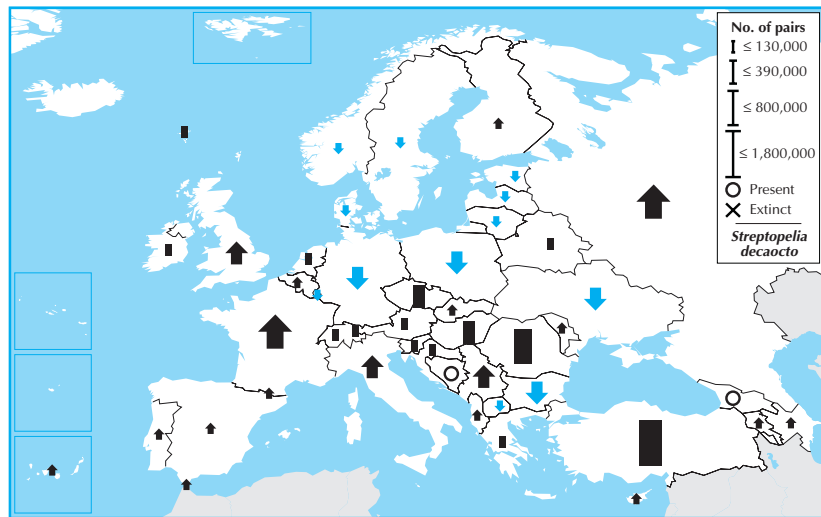 No. of pairs
≤ 130,000
≤ 390,000
≤ 800,000
≤ 1,800,000
Present
Extinct
Streptopelia
decaocto